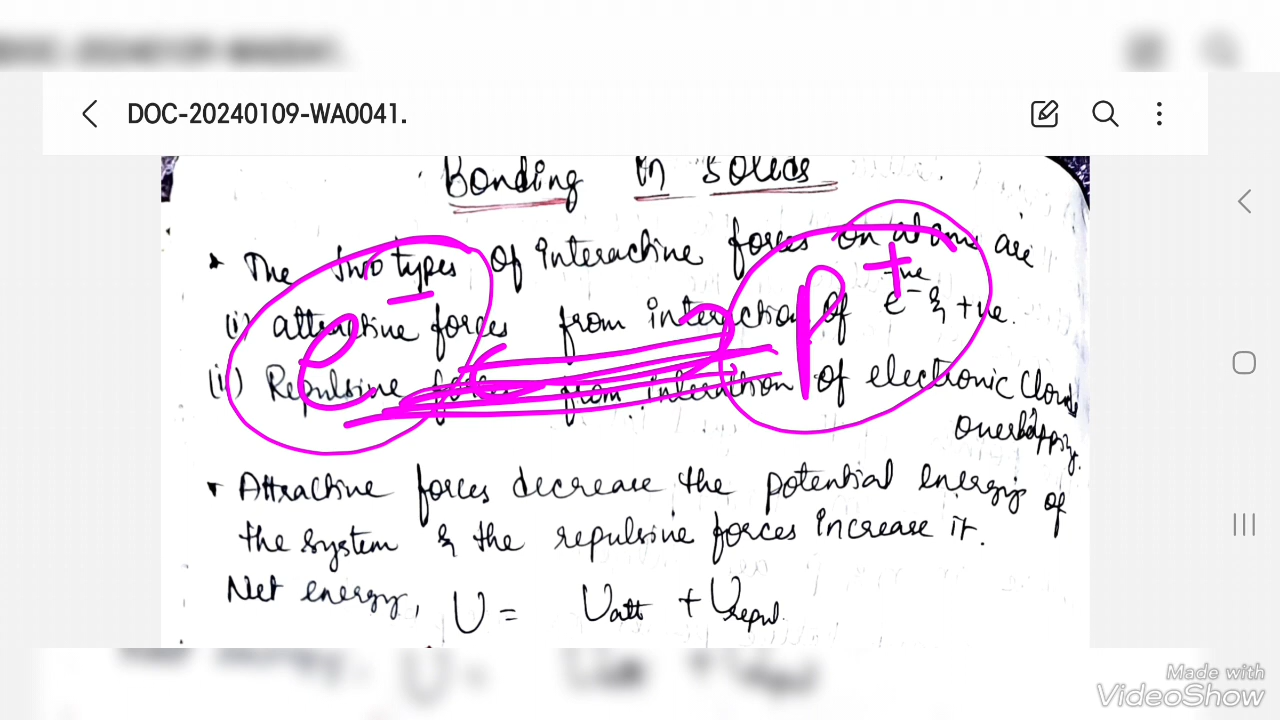 DOC-20240109-WA0041.
Bonding in Solids
The two types of interactive forces on atoms are
(i) attractive forces from interaction of -ve e⁻ & +ve.
(ii) Repulsive forces from interaction of electronic cloud
overlapping.
e⁻
p⁺
Attractive forces decrease the potential energy of
the system & the repulsive forces increase it.
Net energy, U = Uatt + Urepul.
Made with
VideoShow